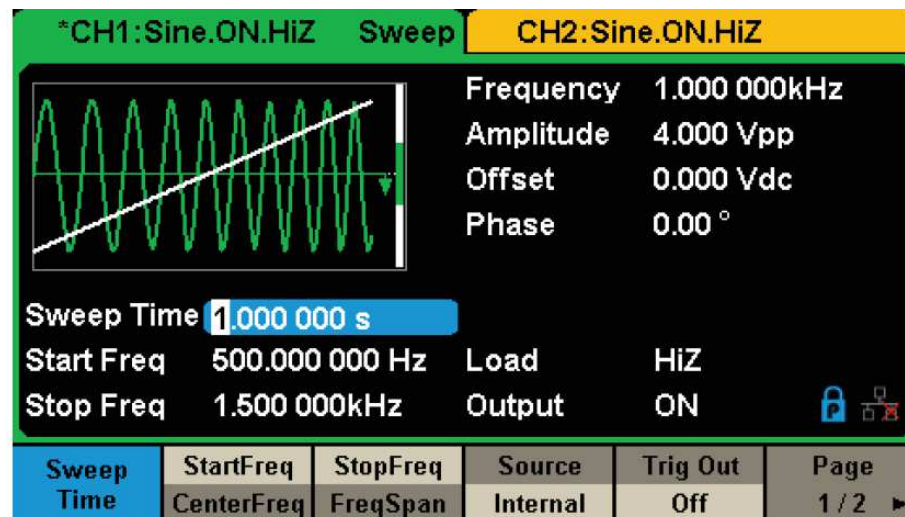 *CH1:Sine.ON.HiZ Sweep CH2:Sine.ON.HiZ
Frequency 1.000 000kHz
Amplitude 4.000 Vpp
Offset 0.000 Vdc
Phase 0.00 °
Sweep Time 1.000 000 s
Start Freq 500.000 000 Hz Load HiZ
Stop Freq 1.500 000kHz Output ON P
Sweep Time StartFreq CenterFreq StopFreq FreqSpan Source Internal Trig Out Off Page 1/2